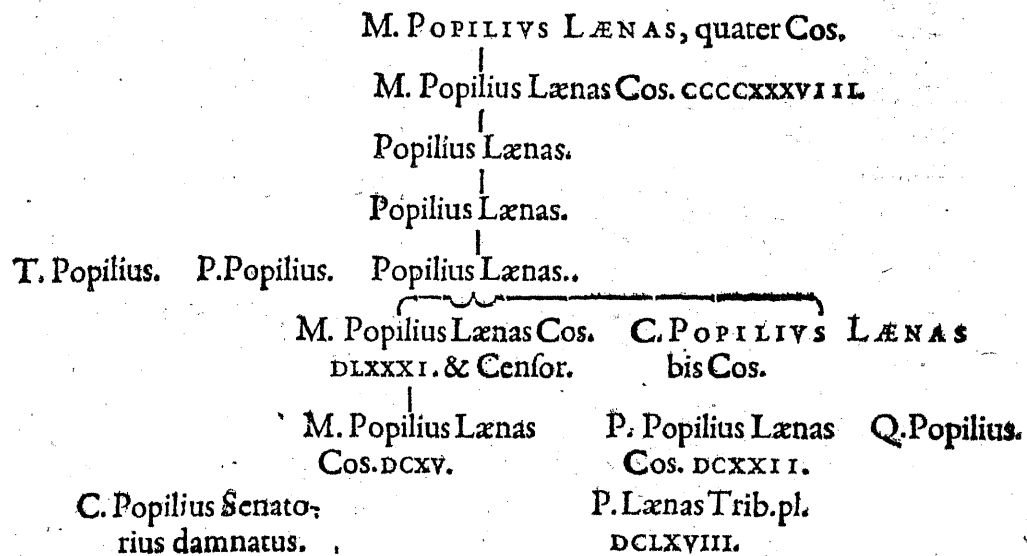 M. POPILIVS LÆNAS, quater Cos.
M. Popilius Lænas Cos. CCCCXXXVIII.
Popilius Lænas.
Popilius Lænas.
T. Popilius. P.Popilius. Popilius Lænas..
M. Popilius Lænas Cos. C. POPILIVS LÆNAS
DLXXXI. & Cenſor. bis Cos.
M. Popilius Lænas P. Popilius Lænas Q.Popilius.
Cos. DCXV. Cos. DCXXII.
C. Popilius Senato- P. Lænas Trib. pl.
rius damnatus. DCLXVIII.